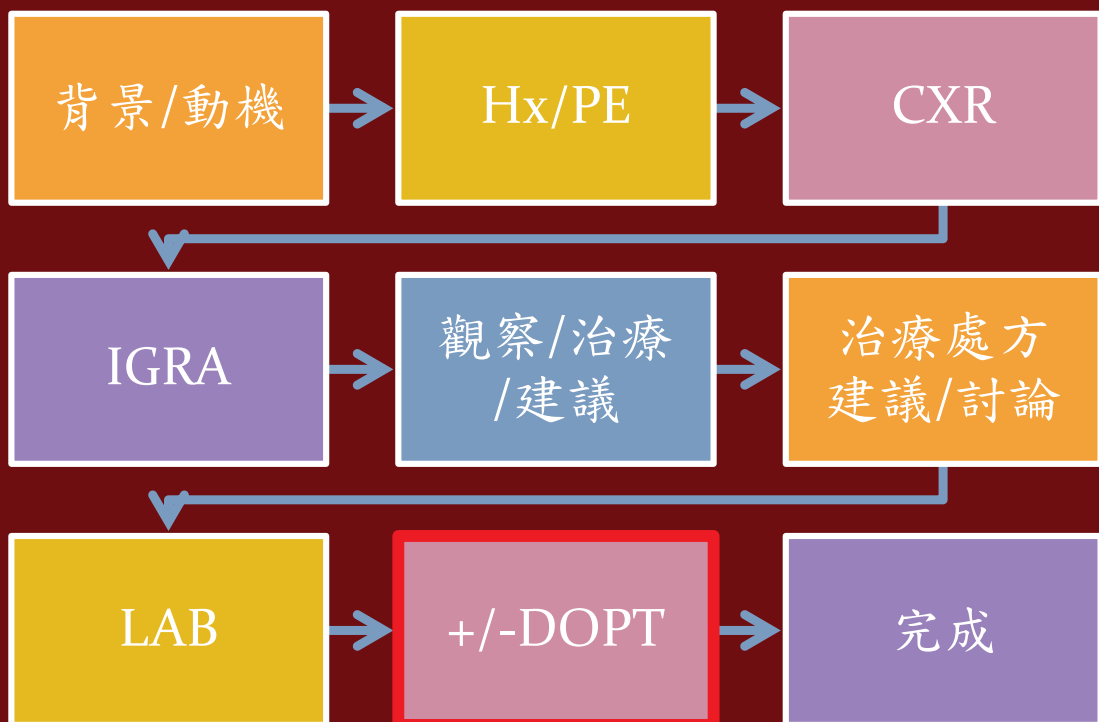 背景/動機
Hx/PE
CXR
IGRA
觀察/治療
/建議
治療處方
建議/討論
LAB
+/-DOPT
完成